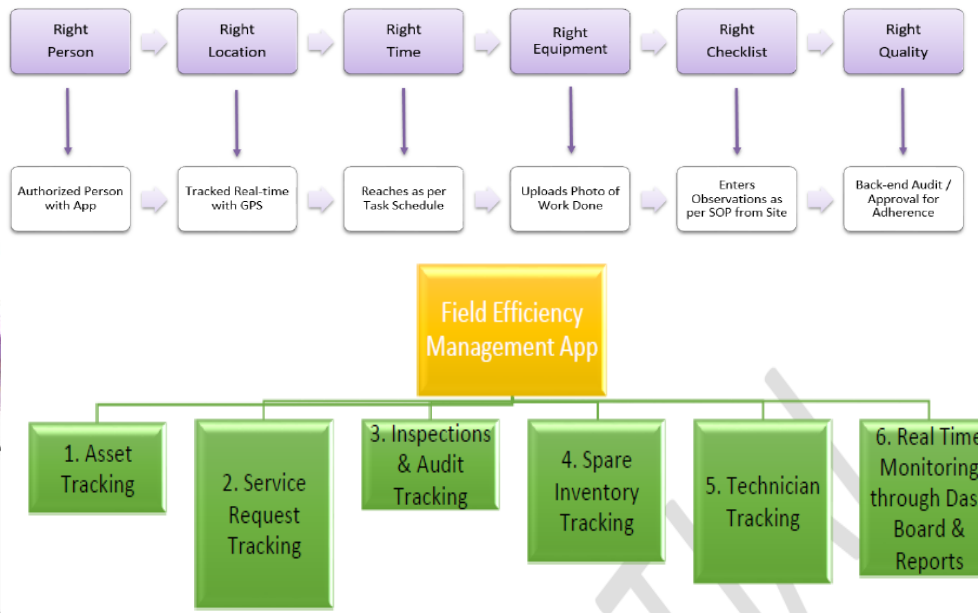 Right
Person
Right
Location
Right
Time
Right
Equipment
Right
Checklist
Right
Quality
Authorized Person
with App
Tracked Real-time
with GPS
Reaches as per
Task Schedule
Uploads Photo of
Work Done
Enters
Observations as
per SOP from Site
Back-end Audit /
Approval for
Adherence
Field Efficiency
Management App
1. Asset
Tracking
2. Service
Request
Tracking
3. Inspections
& Audit
Tracking
4. Spare
Inventory
Tracking
5. Technician
Tracking
6. Real Time
Monitoring
through Dash
Board &
Reports